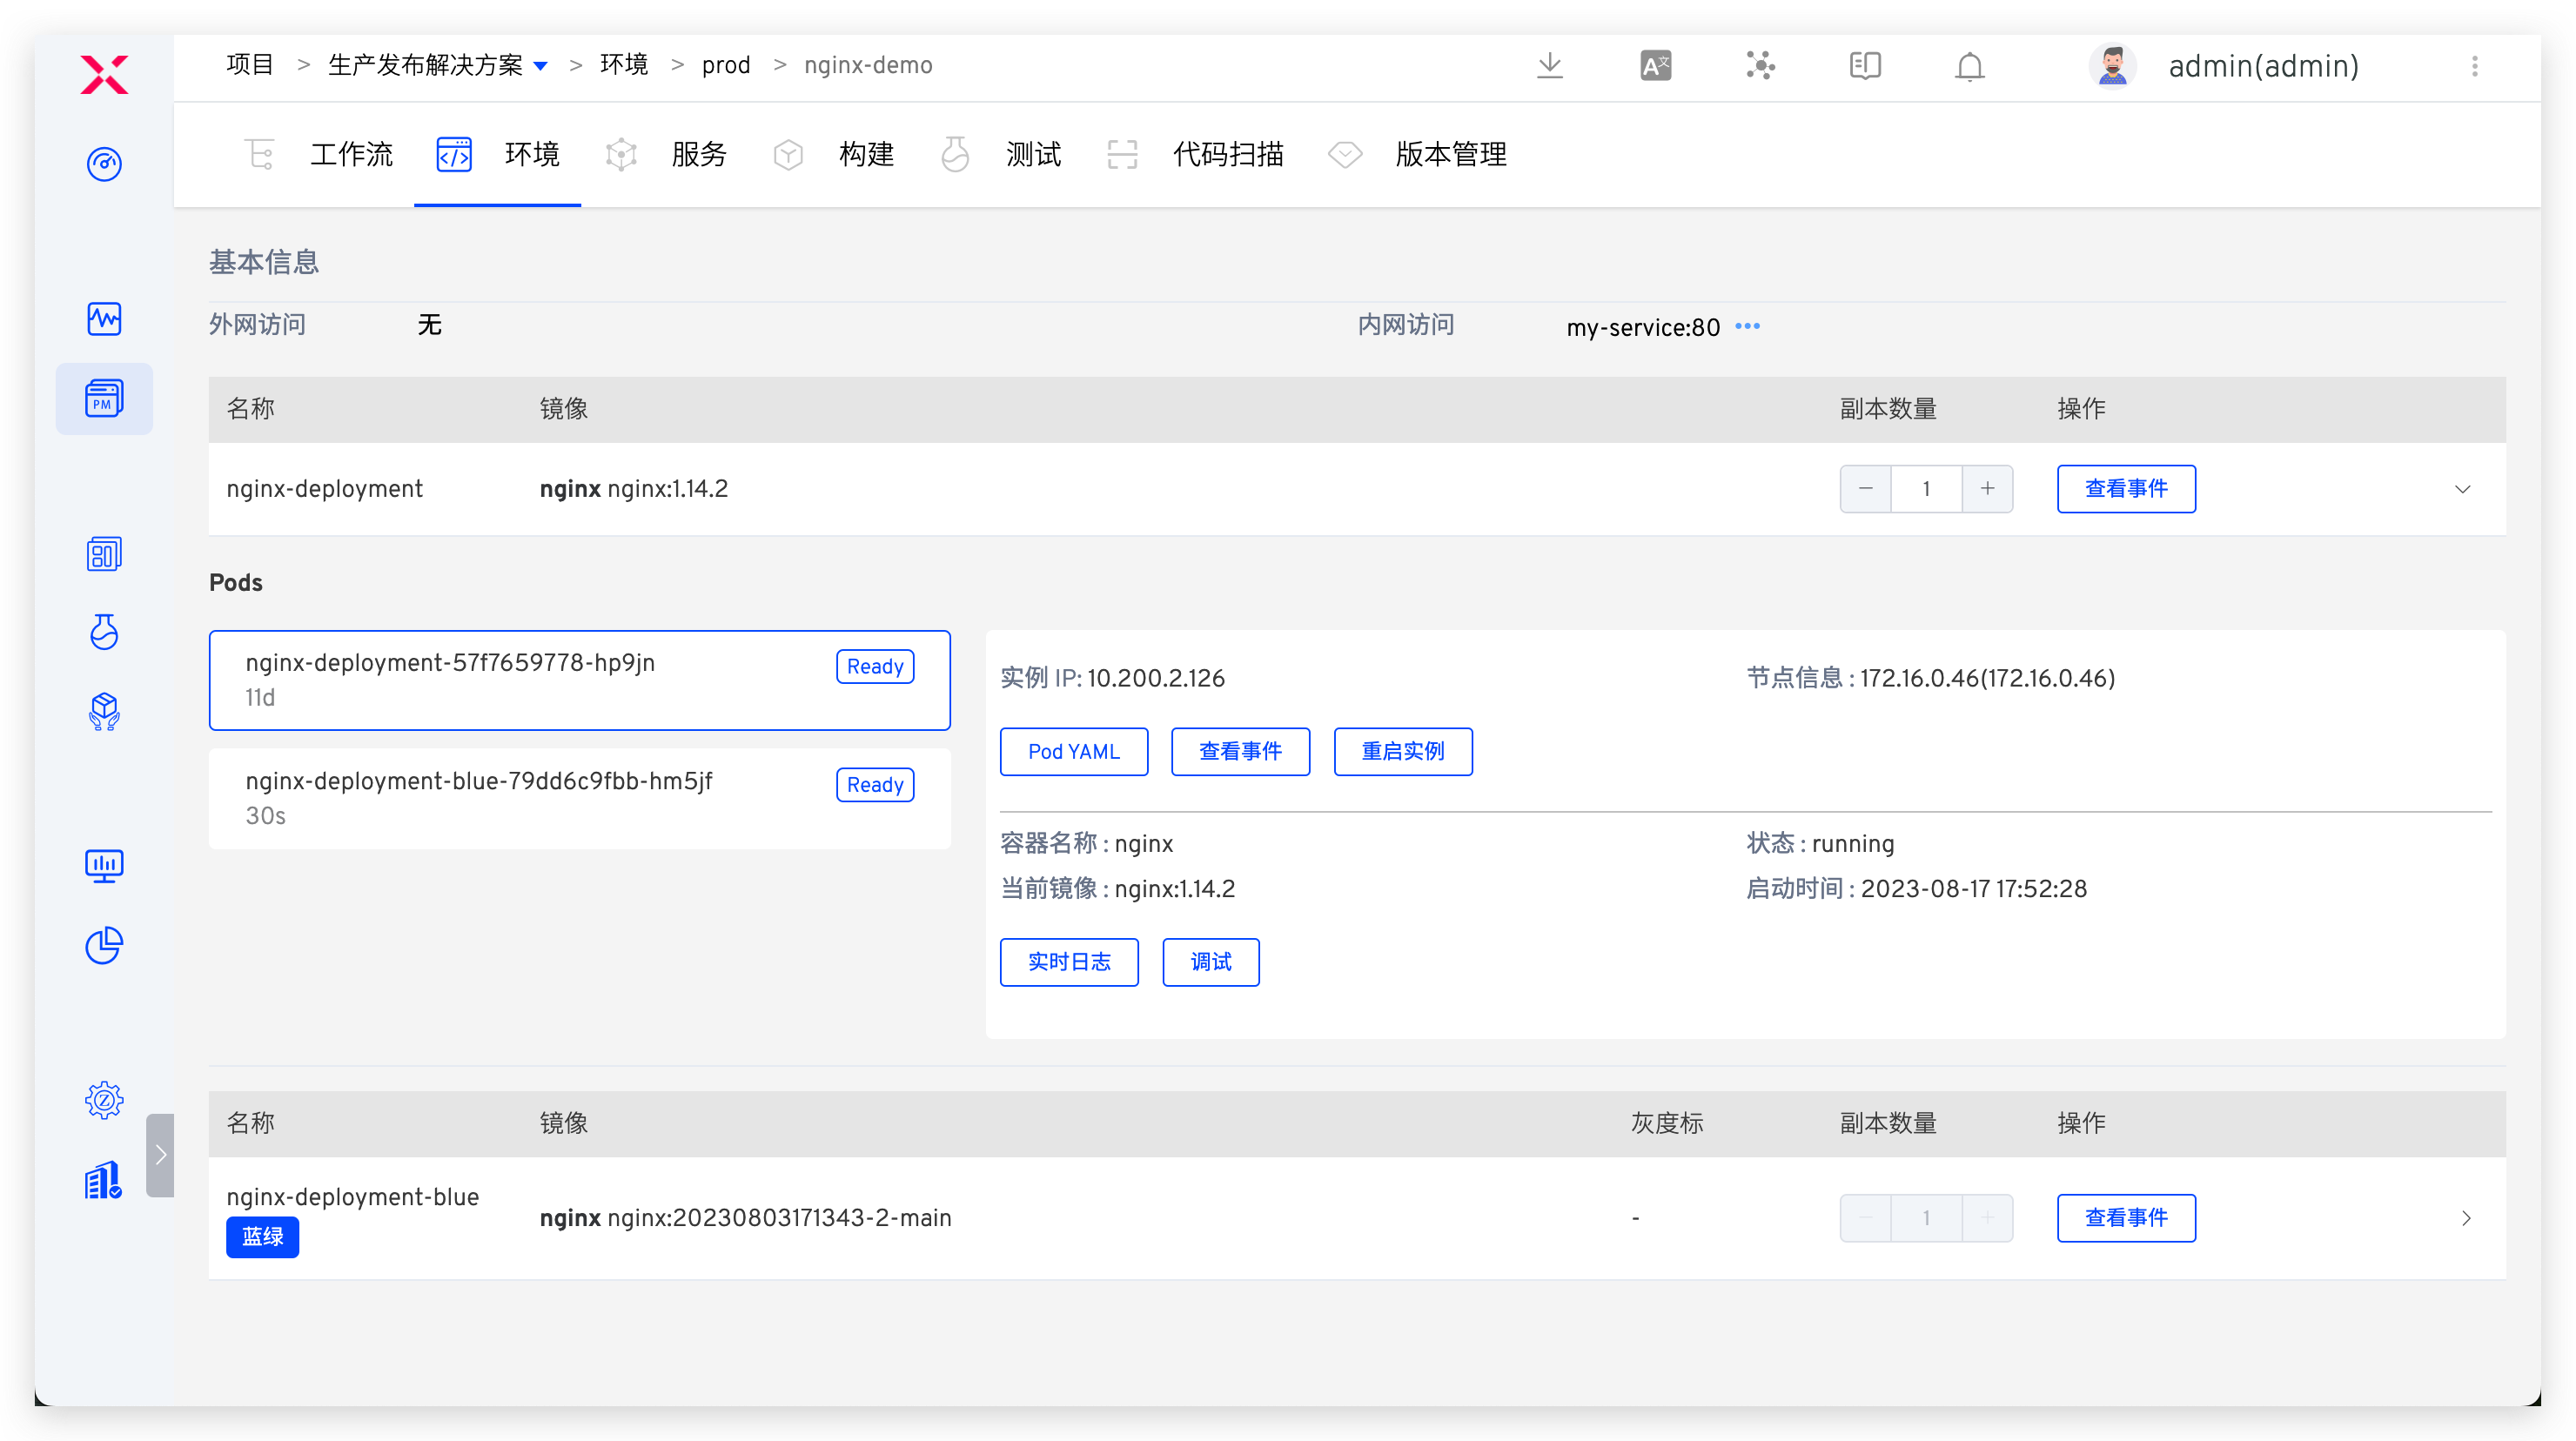 项目 > 生产发布解决方案 > 环境 > prod > nginx-demo
A文
admin(admin)
工作流 环境 服务 构建 测试 代码扫描 版本管理
PM
基本信息
外网访问 无 内网访问 my-service:80
名称 镜像 副本数量 操作
nginx-deployment nginx nginx:1.14.2 1 查看事件
Pods
nginx-deployment-57f7659778-hp9jn Ready
11d
nginx-deployment-blue-79dd6c9fbb-hm5jf Ready
30s
实例 IP: 10.200.2.126 节点信息 : 172.16.0.46(172.16.0.46)
Pod YAML 查看事件 重启实例
容器名称 : nginx 状态 : running
当前镜像 : nginx:1.14.2 启动时间 : 2023-08-17 17:52:28
实时日志 调试
Z
名称 镜像 灰度标 副本数量 操作
nginx-deployment-blue
蓝绿
nginx nginx:20230803171343-2-main - 1 查看事件